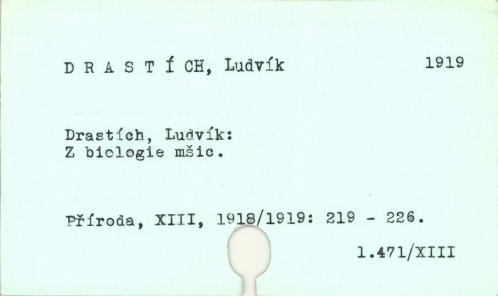 D R A S T Í CH, Ludvík 1919
Drastích, Ludvík:
Z biologie mšic.
Příroda, XIII, 1918/1919: 219 - 226.
1.471/XIII